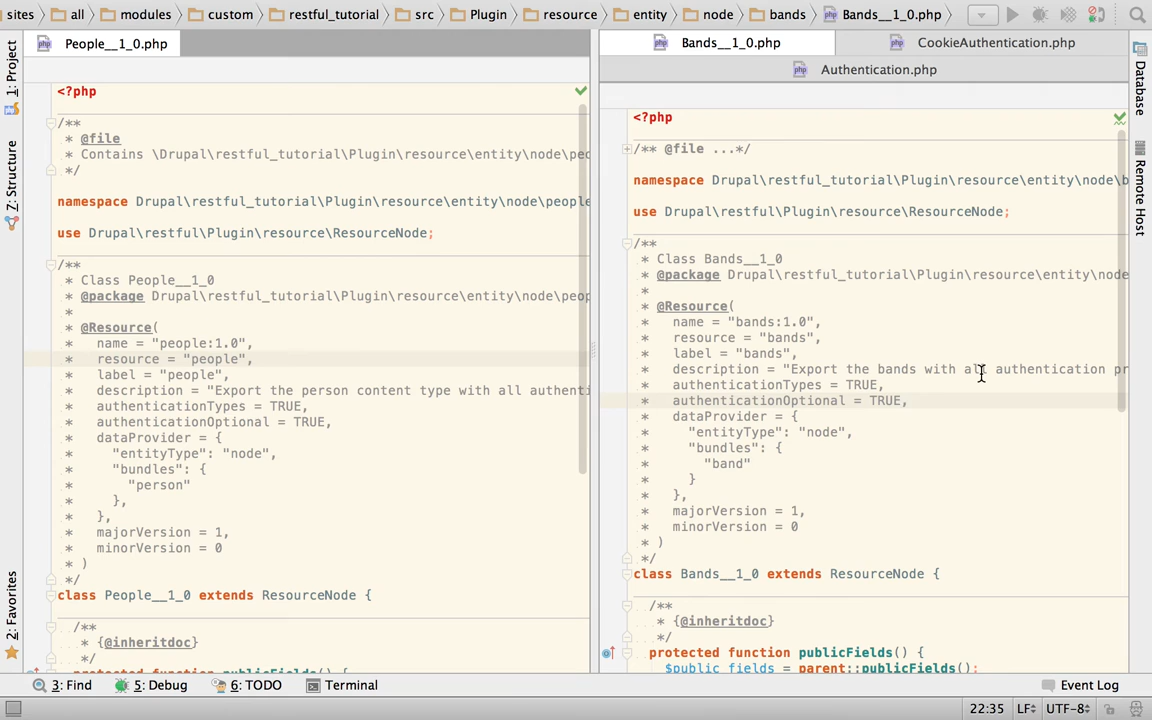 sites all modules custom restful_tutorial src Plugin resource entity node bands Bands__1_0.php
1: Project
Z: Structure
2: Favorites
People__1_0.php
<?php
/**
* @file
* Contains \Drupal\restful_tutorial\Plugin\resource\entity\node\peo
*/
namespace Drupal\restful_tutorial\Plugin\resource\entity\node\people
use Drupal\restful\Plugin\resource\ResourceNode;
/**
* Class People__1_0
* @package Drupal\restful_tutorial\Plugin\resource\entity\node\peop
*
* @Resource(
* name = "people:1.0",
* resource = "people",
* label = "people",
* description = "Export the person content type with all authenti
* authenticationTypes = TRUE,
* authenticationOptional = TRUE,
* dataProvider = {
* "entityType": "node",
* "bundles": {
* "person"
* },
* },
* majorVersion = 1,
* minorVersion = 0
* )
*/
class People__1_0 extends ResourceNode {
/**
* {@inheritdoc}
*/
protected function publicFields() {
Bands__1_0.php
CookieAuthentication.php
Authentication.php
<?php
/** @file ...*/
namespace Drupal\restful_tutorial\Plugin\resource\entity\node\b
use Drupal\restful\Plugin\resource\ResourceNode;
/**
* Class Bands__1_0
* @package Drupal\restful_tutorial\Plugin\resource\entity\node
*
* @Resource(
* name = "bands:1.0",
* resource = "bands",
* label = "bands",
* description = "Export the bands with all authentication pr
* authenticationTypes = TRUE,
* authenticationOptional = TRUE,
* dataProvider = {
* "entityType": "node",
* "bundles": {
* "band"
* }
* },
* majorVersion = 1,
* minorVersion = 0
* )
*/
class Bands__1_0 extends ResourceNode {
/**
* {@inheritdoc}
*/
protected function publicFields() {
$public_fields = parent::publicFields();
Database
Remote Host
3: Find 5: Debug 6: TODO Terminal Event Log
22:35 LF UTF-8